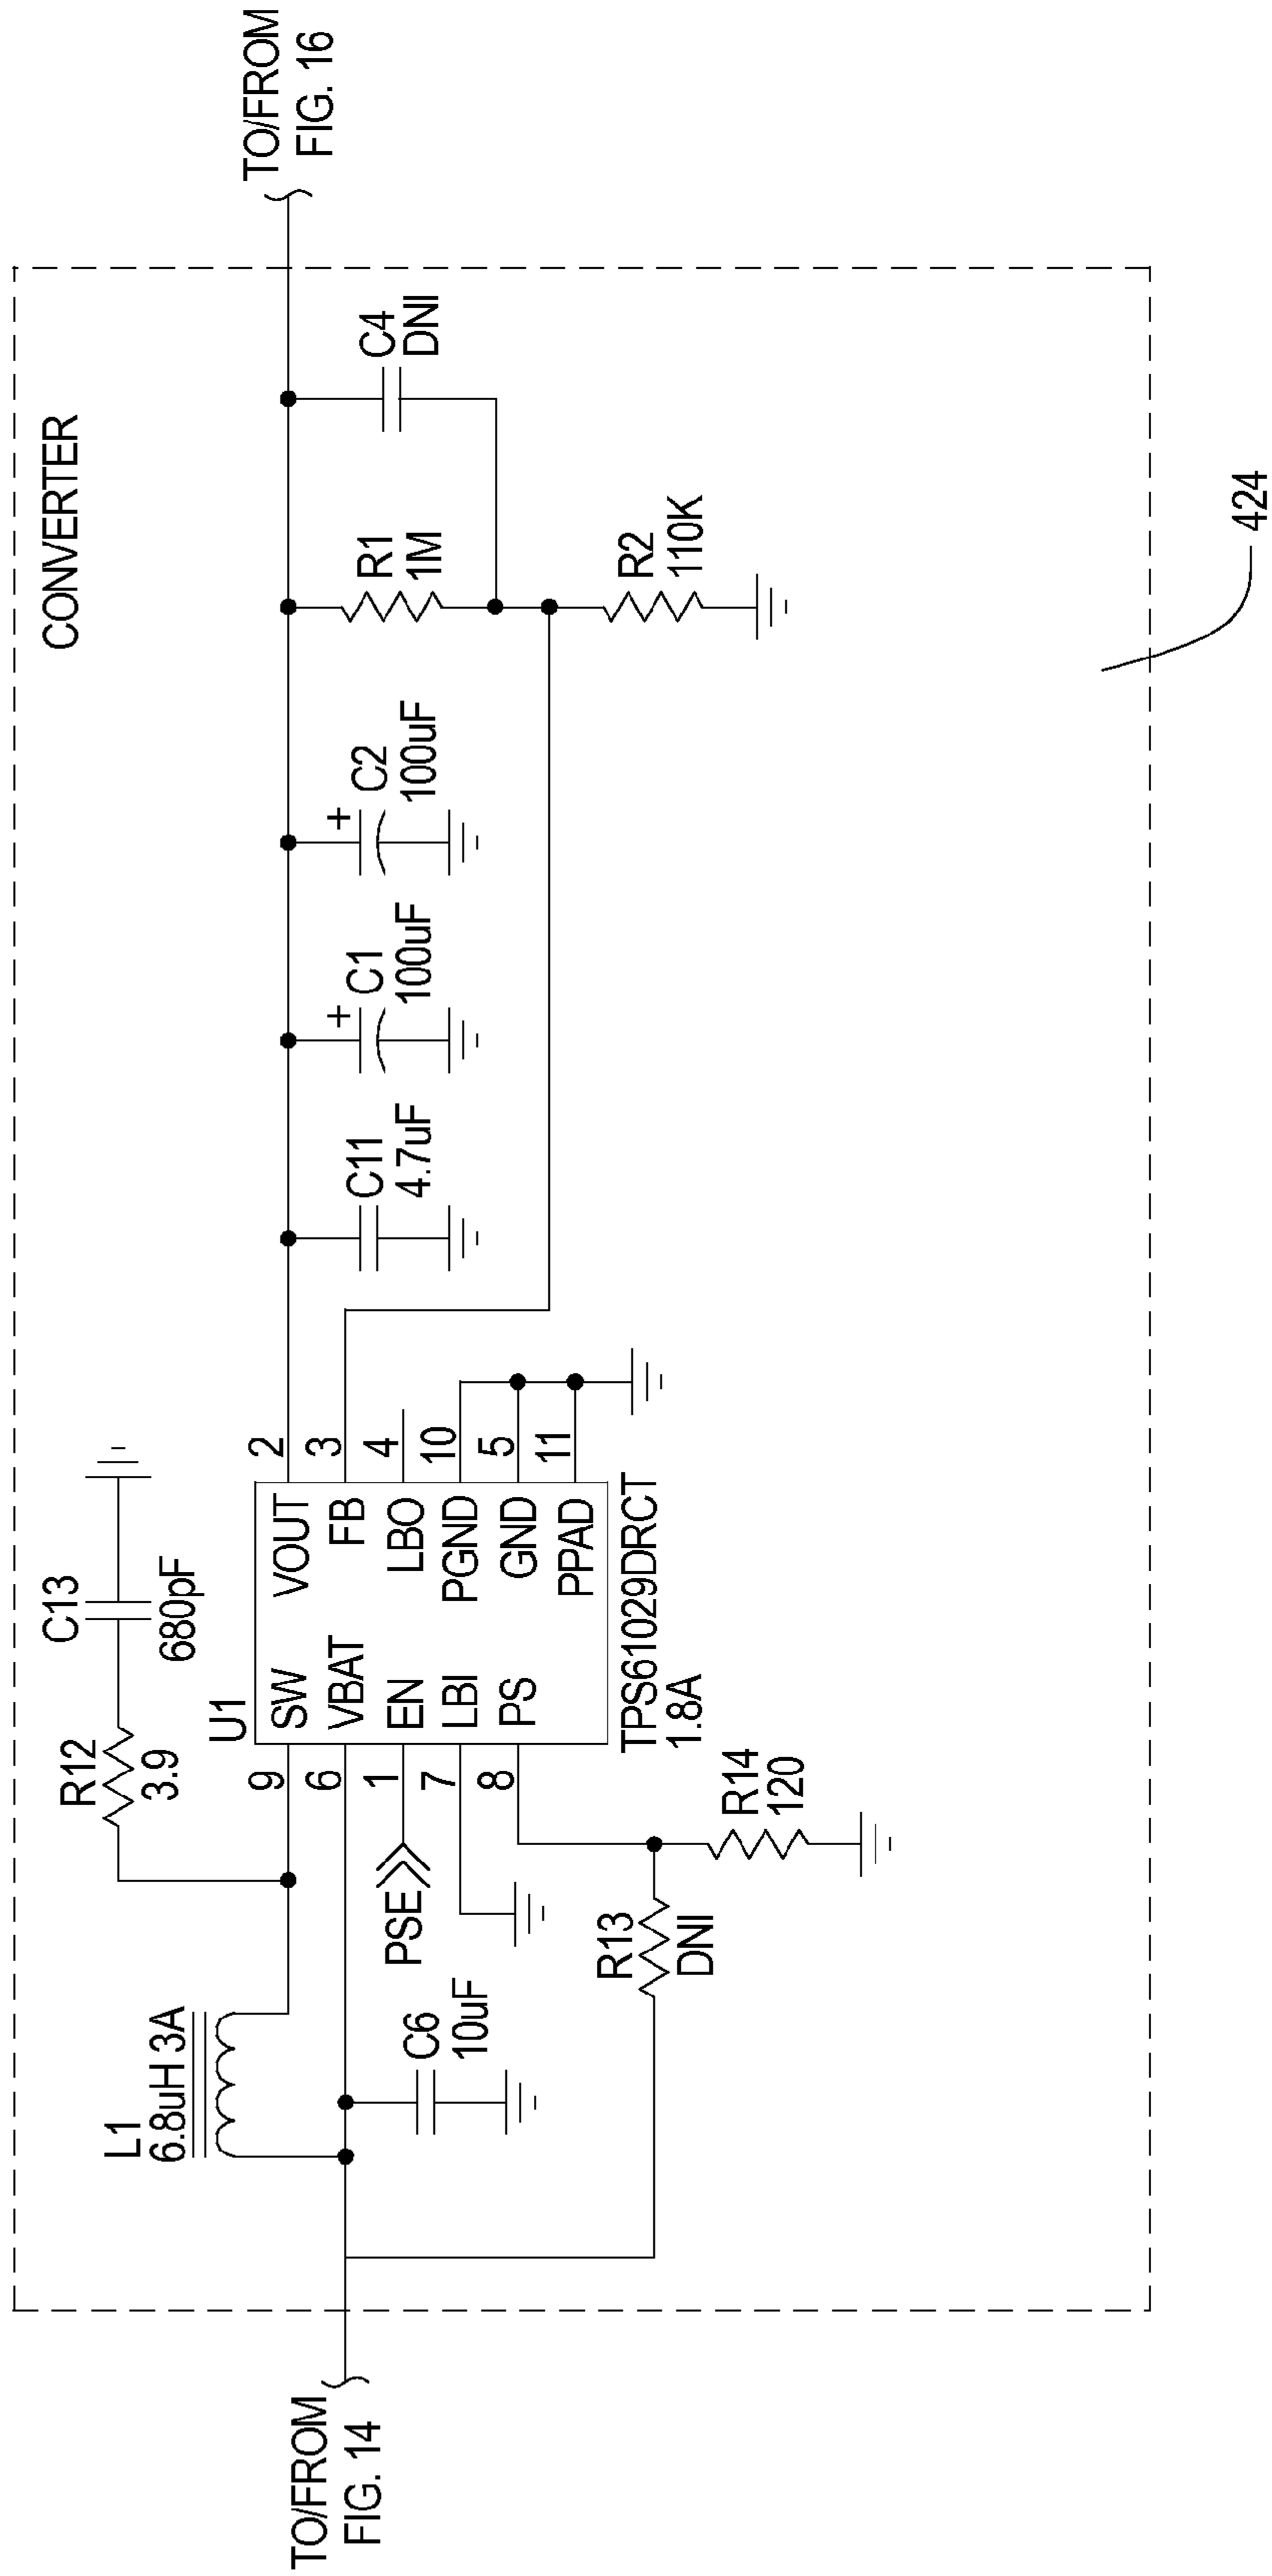 CONVERTER
TO/FROM
FIG. 14
TO/FROM
FIG. 16
L1
6.8uH 3A
R12
3.9
C13
680pF
U1
9
SW
6
VBAT
1
EN
7
LBI
8
PS
VOUT
2
FB
3
LBO
4
PGND
10
GND
5
PPAD
11
TPS61029DRCT
1.8A
PSE
C6
10uF
R13
DNI
R14
120
C11
4.7uF
C1
100uF
+
C2
100uF
+
R1
1M
C4
DNI
R2
110K
424